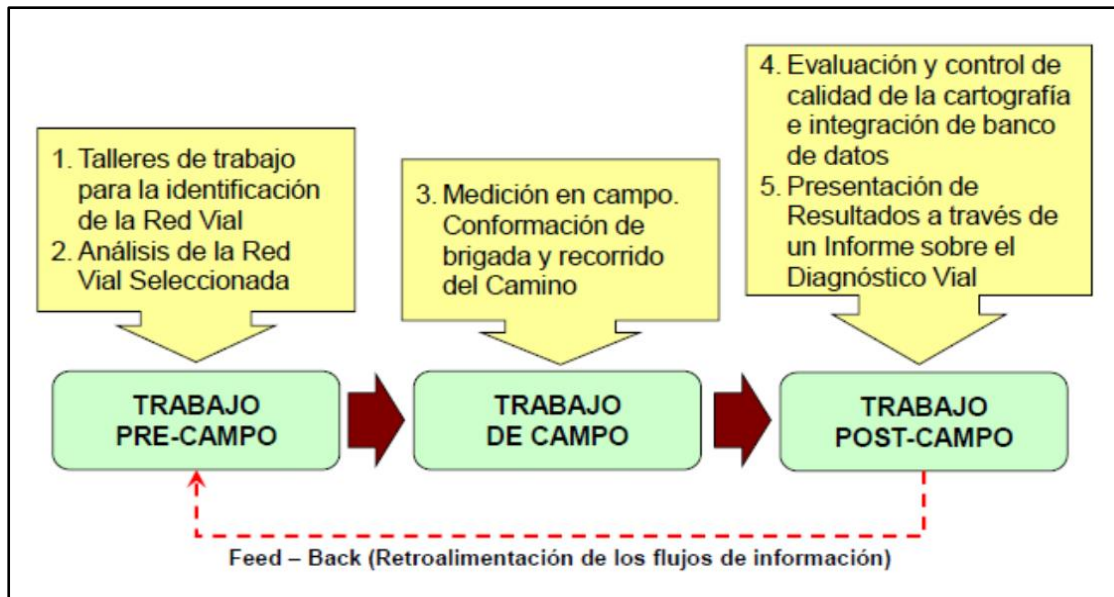 1. Talleres de trabajo
para la identificación
de la Red Vial
2. Análisis de la Red
Vial Seleccionada
3. Medición en campo.
Conformación de
brigada y recorrido
del Camino
4. Evaluación y control de
calidad de la cartografía
e integración de banco
de datos
5. Presentación de
Resultados a través de
un Informe sobre el
Diagnóstico Vial
TRABAJO
PRE-CAMPO
TRABAJO
DE CAMPO
TRABAJO
POST-CAMPO
Feed – Back (Retroalimentación de los flujos de información)